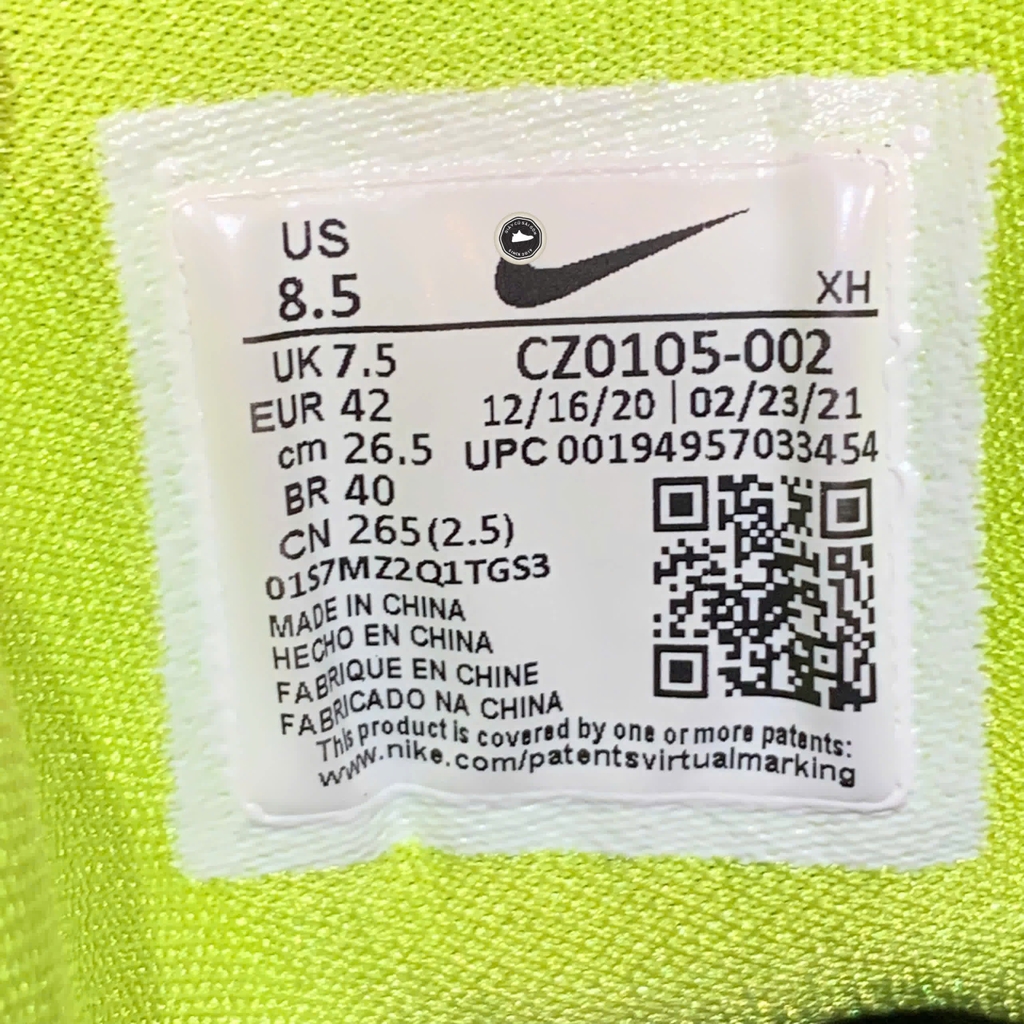 US
8.5
XH
UK 7.5
CZ0105-002
EUR 42
12/16/20 | 02/23/21
cm 26.5
UPC 00194957033454
BR 40
CN 265(2.5)
01S7MZ2Q1TGS3
MADE IN CHINA
HECHO EN CHINA
FABRIQUE EN CHINE
FABRICADO NA CHINA
This product is covered by one or more patents:
www.nike.com/patentsvirtualmarking